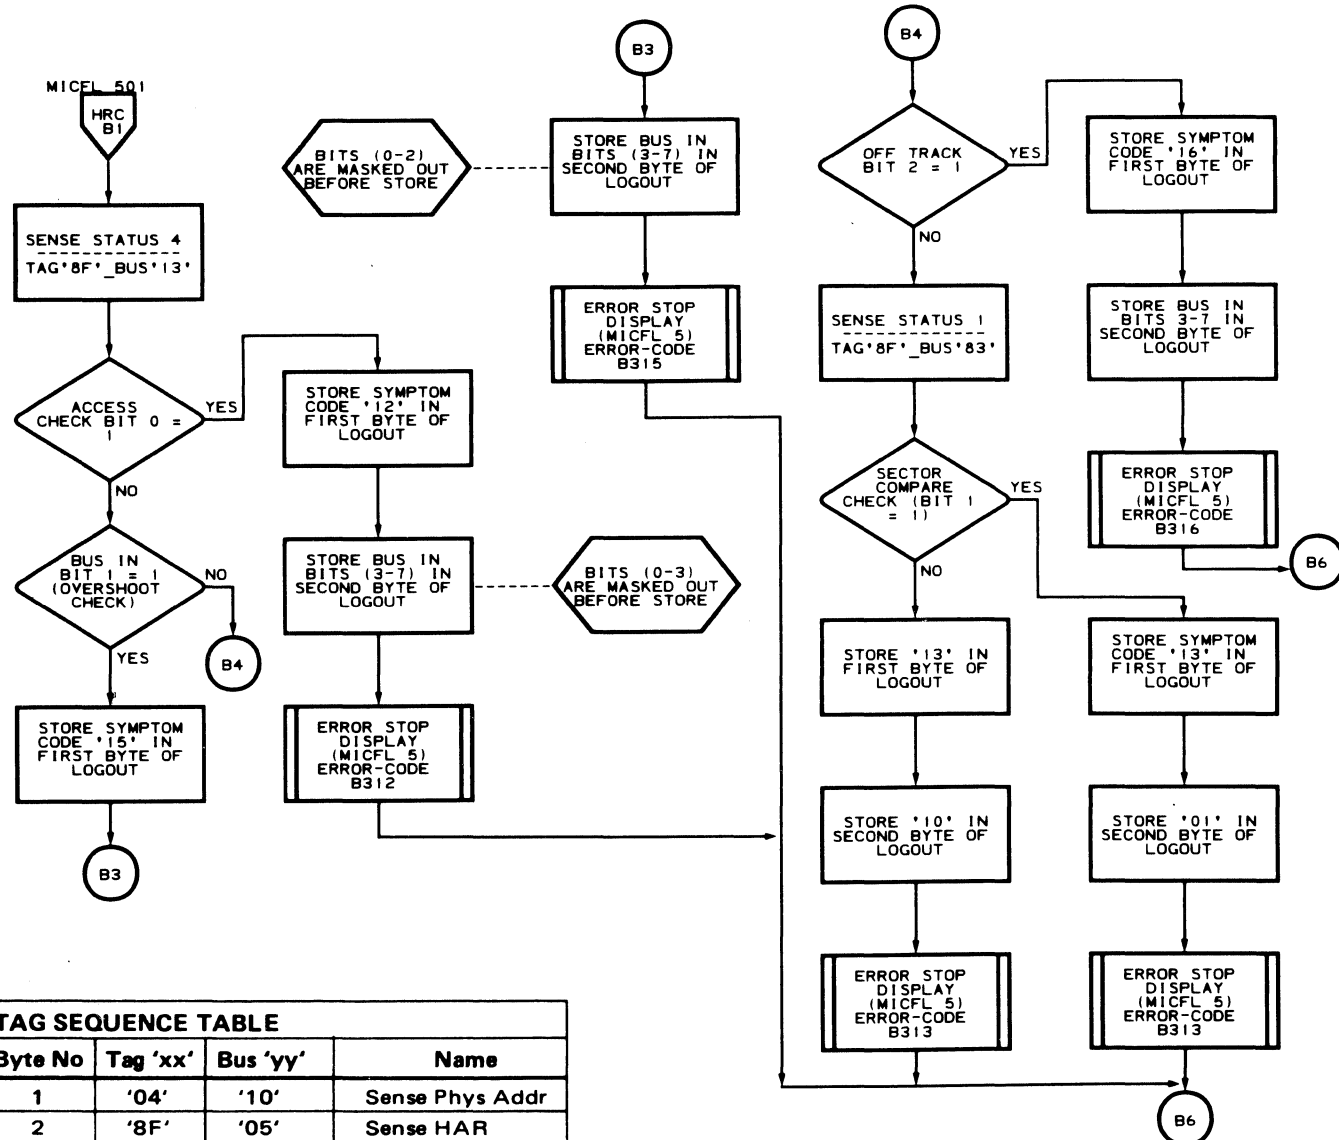 MICFL 501
HRC
B1
SENSE STATUS 4
TAG'8F'_BUS'13'
ACCESS
CHECK BIT 0 =
1
YES
NO
BUS IN
BIT 1 = 1
(OVERSHOOT
CHECK)
NO
B4
YES
STORE SYMPTOM
CODE '15' IN
FIRST BYTE OF
LOGOUT
B3
BITS (0-2)
ARE MASKED OUT
BEFORE STORE
STORE SYMPTOM
CODE '12' IN
FIRST BYTE OF
LOGOUT
STORE BUS IN
BITS (3-7) IN
SECOND BYTE OF
LOGOUT
BITS (0-3)
ARE MASKED OUT
BEFORE STORE
ERROR STOP
DISPLAY
(MICFL 5)
ERROR-CODE
B312
B3
STORE BUS IN
BITS (3-7) IN
SECOND BYTE OF
LOGOUT
ERROR STOP
DISPLAY
(MICFL 5)
ERROR-CODE
B315
B4
OFF TRACK
BIT 2 = 1
YES
NO
SENSE STATUS 1
TAG'8F'_BUS'83'
SECTOR
COMPARE
CHECK (BIT 1
= 1)
YES
NO
STORE '13' IN
FIRST BYTE OF
LOGOUT
STORE '10' IN
SECOND BYTE OF
LOGOUT
ERROR STOP
DISPLAY
(MICFL 5)
ERROR-CODE
B313
STORE SYMPTOM
CODE '16' IN
FIRST BYTE OF
LOGOUT
STORE BUS IN
BITS 3-7 IN
SECOND BYTE OF
LOGOUT
ERROR STOP
DISPLAY
(MICFL 5)
ERROR-CODE
B316
B6
STORE SYMPTOM
CODE '13' IN
FIRST BYTE OF
LOGOUT
STORE '01' IN
SECOND BYTE OF
LOGOUT
ERROR STOP
DISPLAY
(MICFL 5)
ERROR-CODE
B313
B6
TAG SEQUENCE TABLE
Byte No Tag 'xx' Bus 'yy' Name
1 '04' '10' Sense Phys Addr
2 '8F' '05' Sense HAR